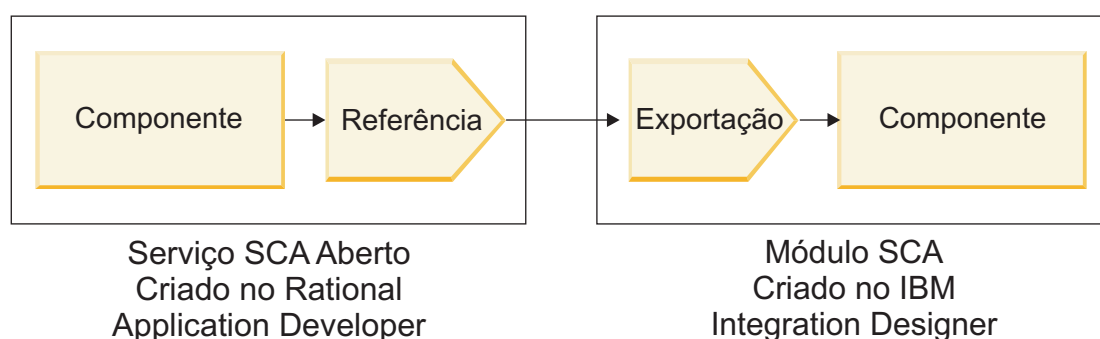 Componente
Referência
Exportação
Componente
Serviço SCA Aberto
Criado no Rational
Application Developer
Módulo SCA
Criado no IBM
Integration Designer